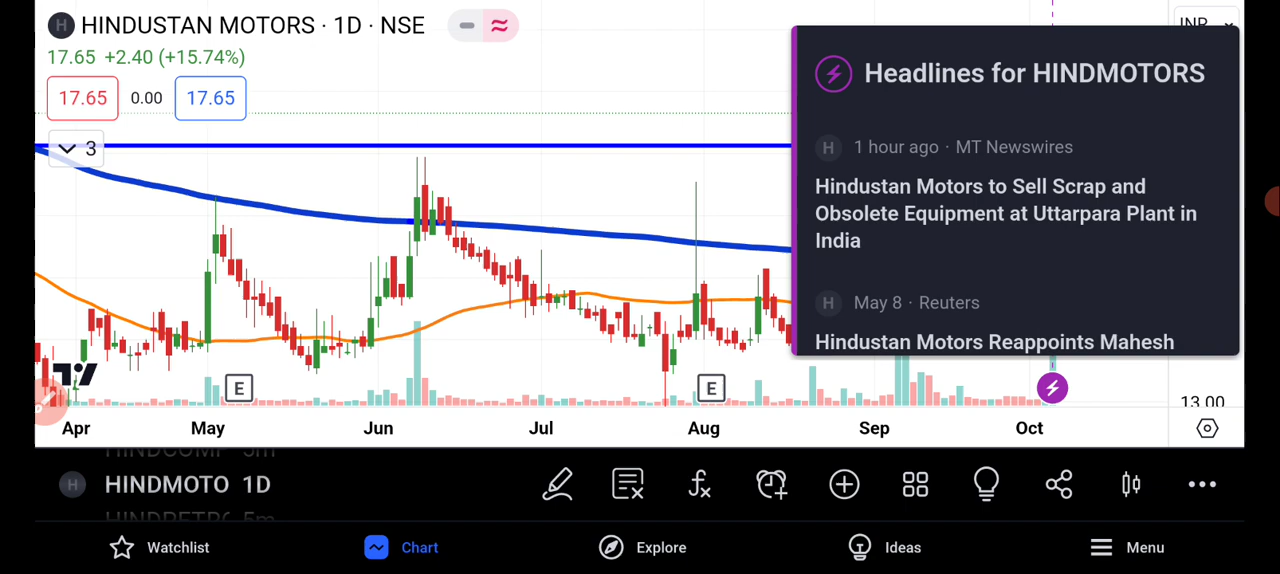 H HINDUSTAN MOTORS · 1D · NSE
17.65 +2.40 (+15.74%)
17.65 0.00 17.65
3
INR
Headlines for HINDMOTORS
H 1 hour ago · MT Newswires
Hindustan Motors to Sell Scrap and
Obsolete Equipment at Uttarpara Plant in
India
H May 8 · Reuters
Hindustan Motors Reappoints Mahesh
E E
13.00
Apr May Jun Jul Aug Sep Oct
H HINDMOTO 1D
Watchlist Chart Explore Ideas Menu